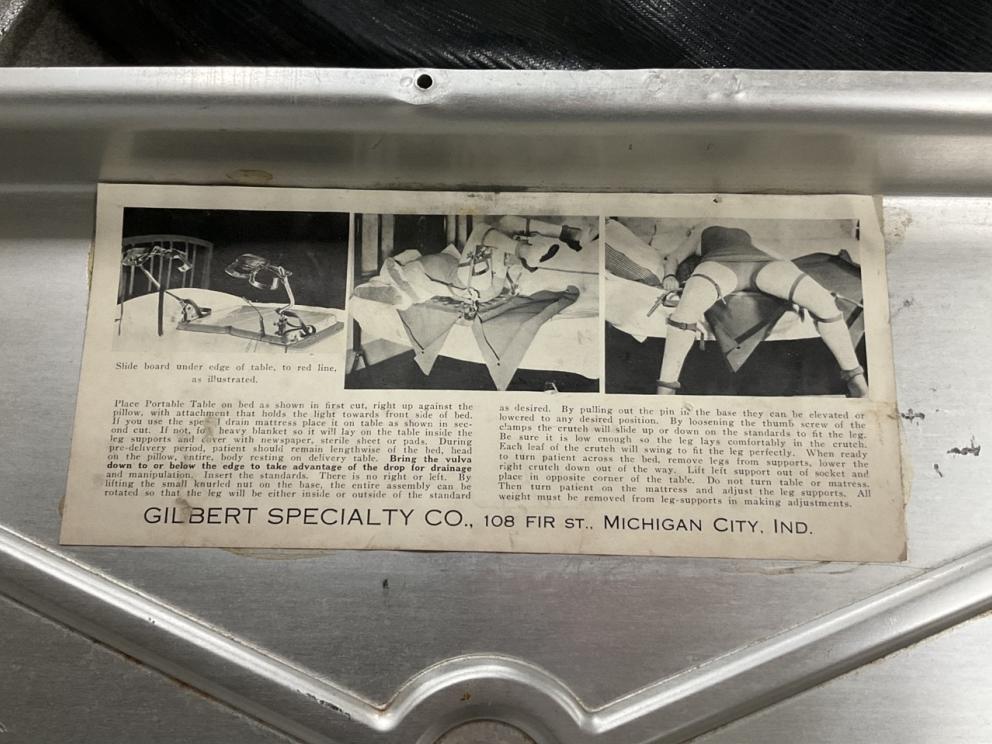 Slide board under edge of table, to red line,
as illustrated.
Place Portable Table on bed as shown in first cut, right up against the
pillow, with attachment that holds the light towards front side of bed.
If you use the drain mattress place it on table as shown in sec-
ond cut. If not, heavy blanket so it will lay on the table inside the
leg supports and cover with newspaper, sterile sheet or pads. During
pre-delivery period, patient should remain lengthwise of the bed, head
on the pillow, entire, body resting on delivery table. Bring the vulva
down to or below the edge to take advantage of the drop for drainage
and manipulation. Insert the standards. There is no right or left. By
lifting the small knurled nut on the base, the entire assembly can be
rotated so that the leg will be either inside or outside of the standard
as desired. By pulling out the pin in the base they can be elevated or
lowered to any desired position. By loosening the thumb screw of the
clamps the crutch will slide up or down on the standards to fit the leg.
Be sure it is low enough so the leg lays comfortably in the crutch.
Each leaf of the crutch will swing to fit the leg perfectly. When ready
to turn patient across the bed, remove legs from supports, lower the
right crutch down out of the way. Lift left support out of socket and
place in opposite corner of the table. Do not turn table or matress.
Then turn patient on the mattress and adjust the leg supports. All
weight must be removed from leg-supports in making adjustments.
GILBERT SPECIALTY CO., 108 FIR ST., MICHIGAN CITY, IND.